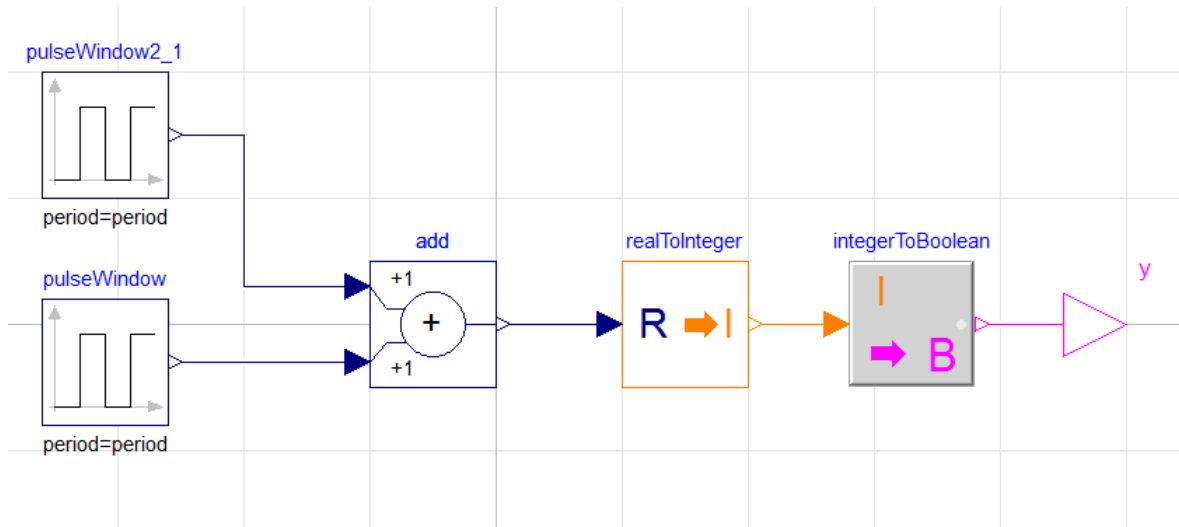 pulseWindow2_1
period=period
pulseWindow
period=period
add
+1
+
+1
realToInteger
R I
integerToBoolean
I
B
y